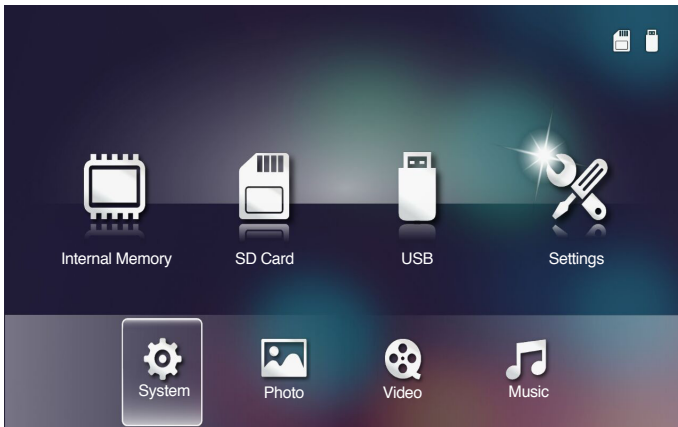 Internal Memory
SD Card
USB
Settings
System
Photo
Video
Music